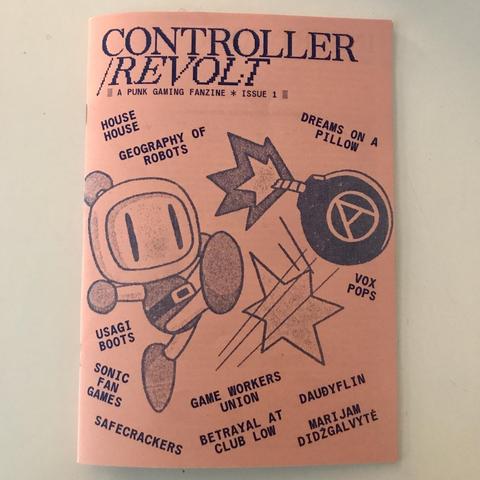 CONTROLLER
/REVOLT
A PUNK GAMING FANZINE * ISSUE 1
HOUSE
HOUSE
GEOGRAPHY OF
ROBOTS
DREAMS ON A
PILLOW
A
VOX
POPS
USAGI
BOOTS
SONIC
FAN
GAMES
SAFECRACKERS
GAME WORKERS
UNION
BETRAYAL AT
CLUB LOW
DAUÐYFLIN
MARIJAM
DIDŽGALVYTĖ